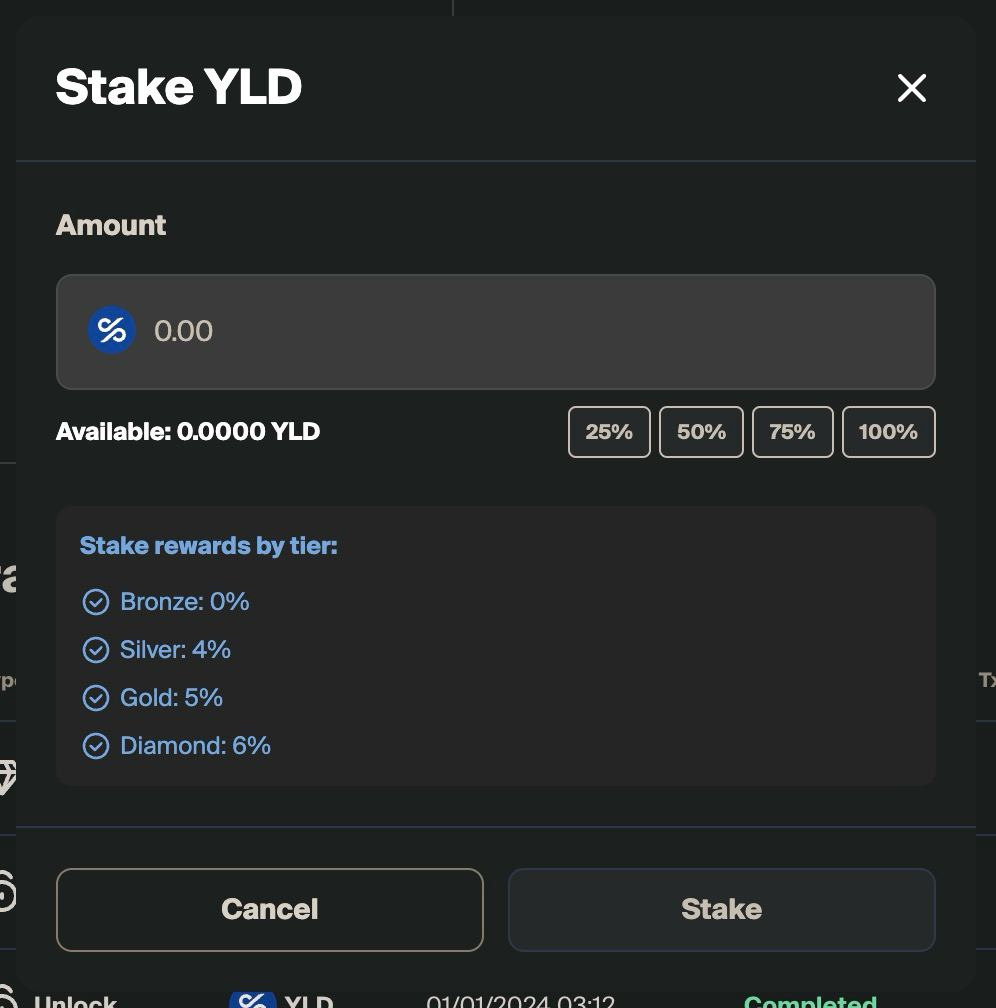 Stake YLD
Amount
0.00
Available: 0.0000 YLD
25% 50% 75% 100%
Stake rewards by tier:
Bronze: 0%
Silver: 4%
Gold: 5%
Diamond: 6%
Cancel Stake
Unlock YLD 01/01/2024 03:12 Completed